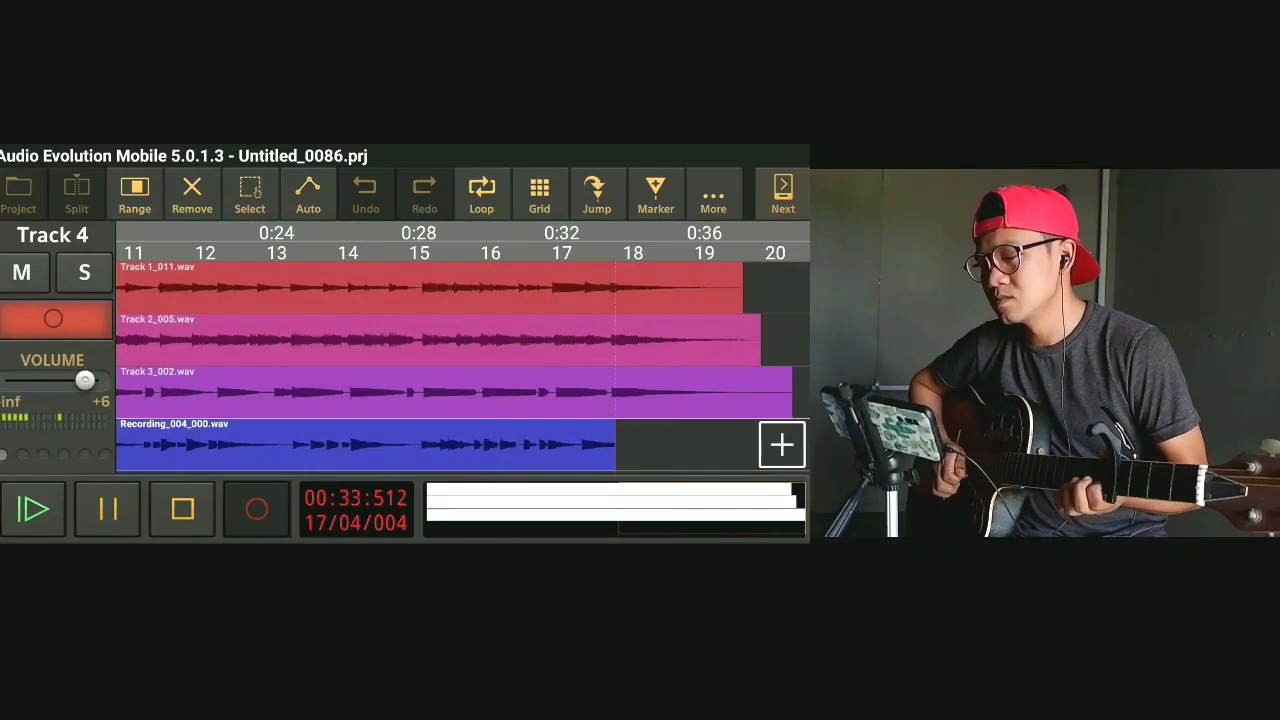 Audio Evolution Mobile 5.0.1.3 - Untitled_0086.prj
Project Split Range Remove Select Auto Undo Redo Loop Grid Jump Marker More Next
Track 4
0:24 0:28 0:32 0:36
11 12 13 14 15 16 17 18 19 20
M S
Track 1_011.wav
Track 2_005.wav
VOLUME
Track 3_002.wav
-inf +6
Recording_004_000.wav
00:33:512
17/04/004